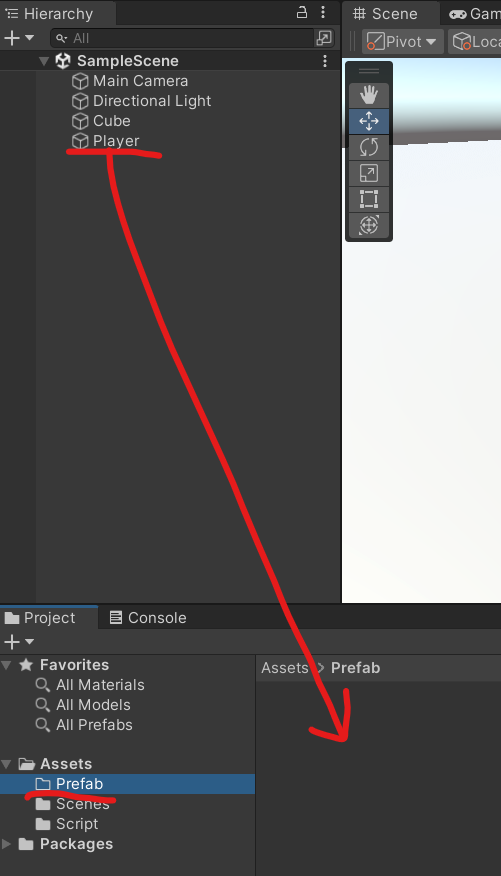 Hierarchy
All
SampleScene
Main Camera
Directional Light
Cube
Player
Scene
Gam
Pivot
Loca
Project
Console
Favorites
All Materials
All Models
All Prefabs
Assets > Prefab
Assets
Prefab
Scenes
Script
Packages